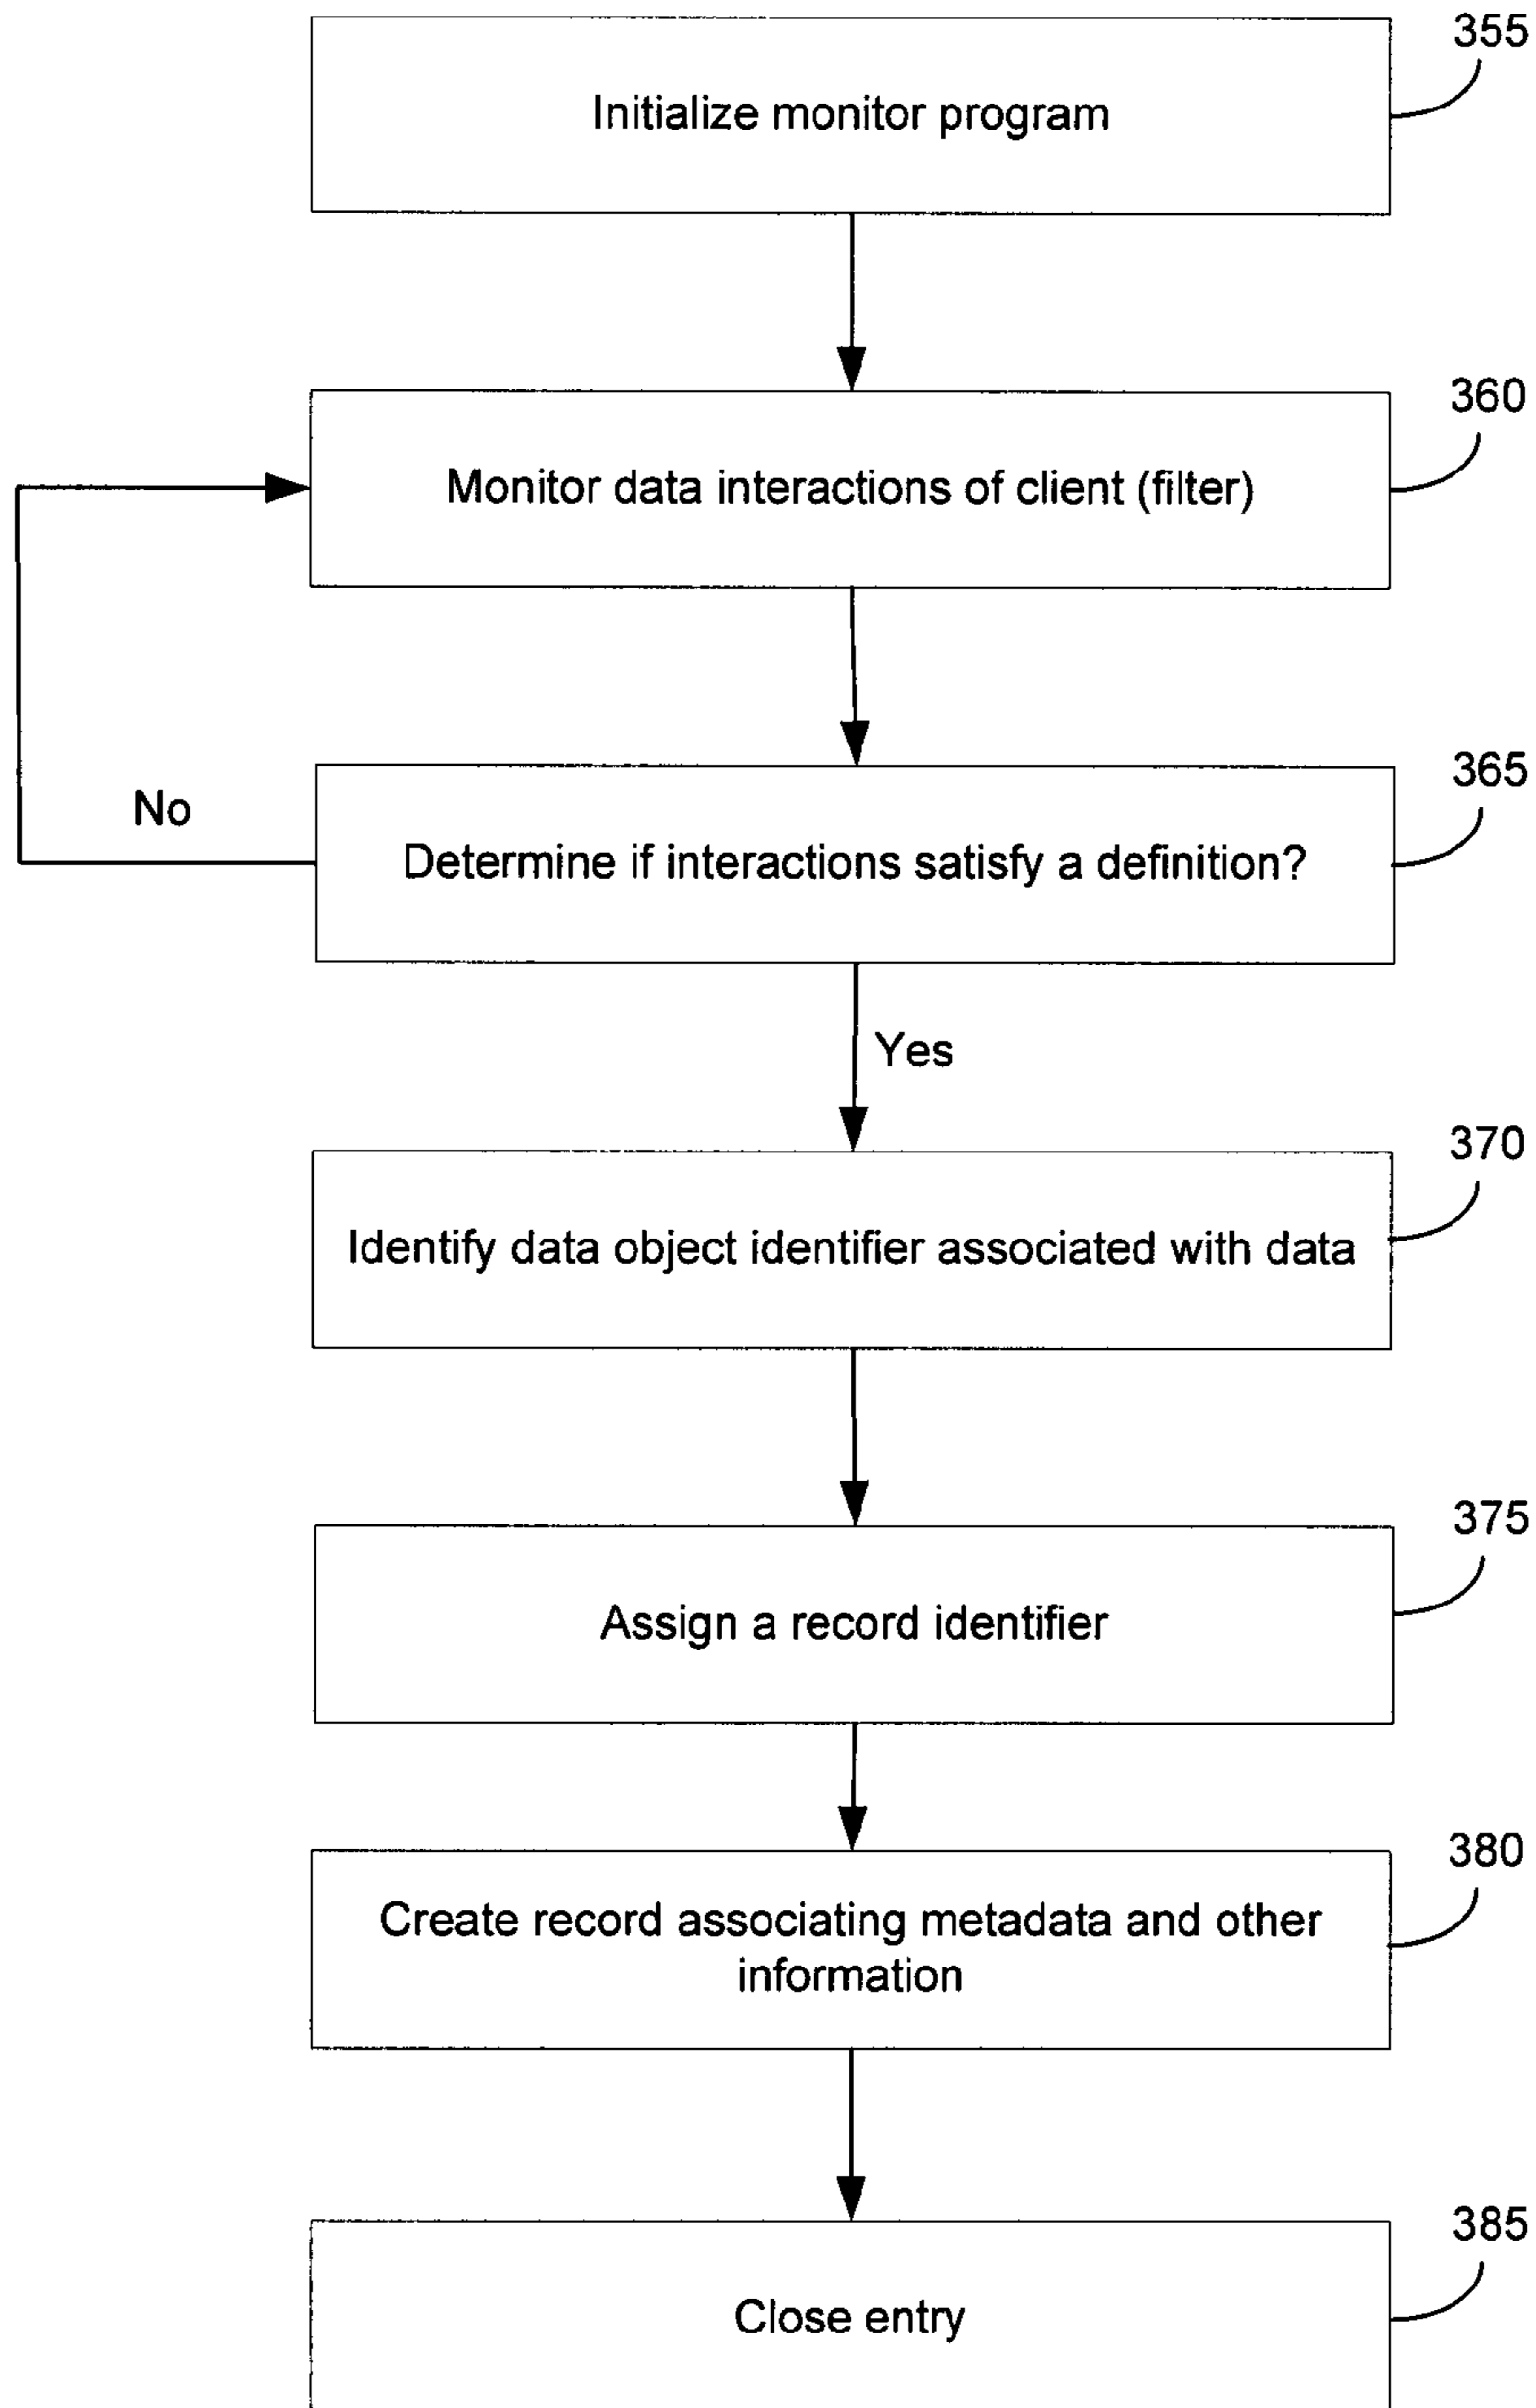 355
Initialize monitor program
360
Monitor data interactions of client (filter)
365
No
Determine if interactions satisfy a definition?
Yes
370
Identify data object identifier associated with data
375
Assign a record identifier
380
Create record associating metadata and other
information
385
Close entry